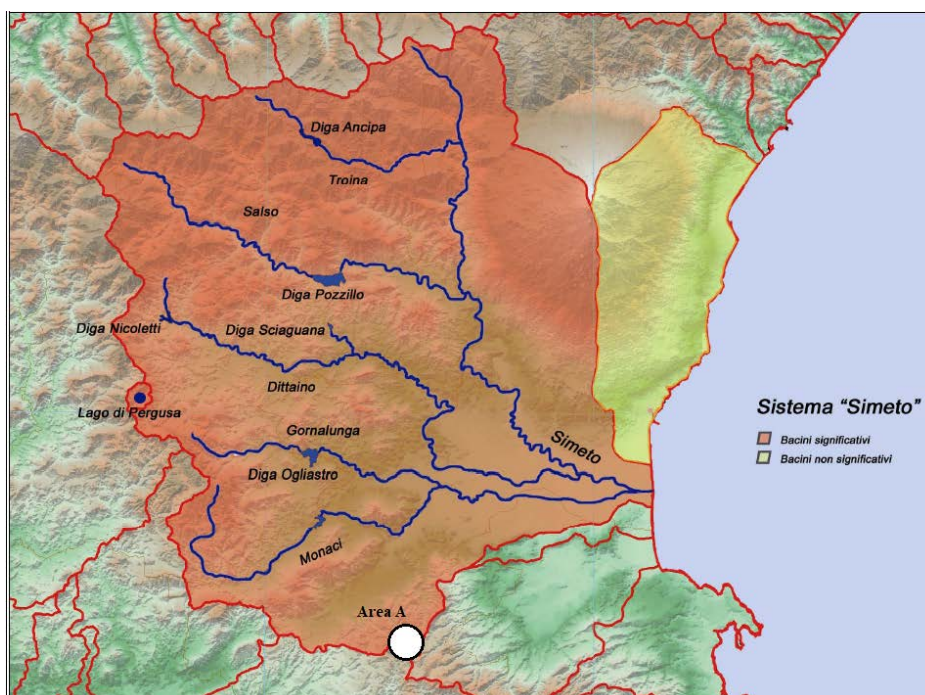 Diga Ancipa
Troina
Salso
Diga Pozzillo
Diga Nicoletti
Diga Sciaguana
Dittaino
Lago di Pergusa
Gornalunga
Diga Ogliastro
Simeto
Monaci
Area A
Sistema "Simeto"
Bacini significativi
Bacini non significativi